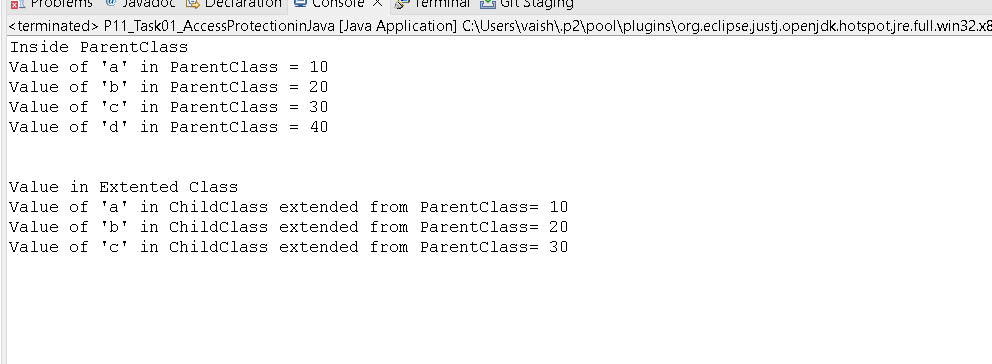 Problems @ Javadoc Declaration Console × Terminal Git Staging
<terminated> P11_Task01_AccessProtectioninJava [Java Application] C:\Users\vaish\.p2\pool\plugins\org.eclipse.justj.openjdk.hotspot.jre.full.win32.x8
Inside ParentClass
Value of 'a' in ParentClass = 10
Value of 'b' in ParentClass = 20
Value of 'c' in ParentClass = 30
Value of 'd' in ParentClass = 40
Value in Extented Class
Value of 'a' in ChildClass extended from ParentClass= 10
Value of 'b' in ChildClass extended from ParentClass= 20
Value of 'c' in ChildClass extended from ParentClass= 30